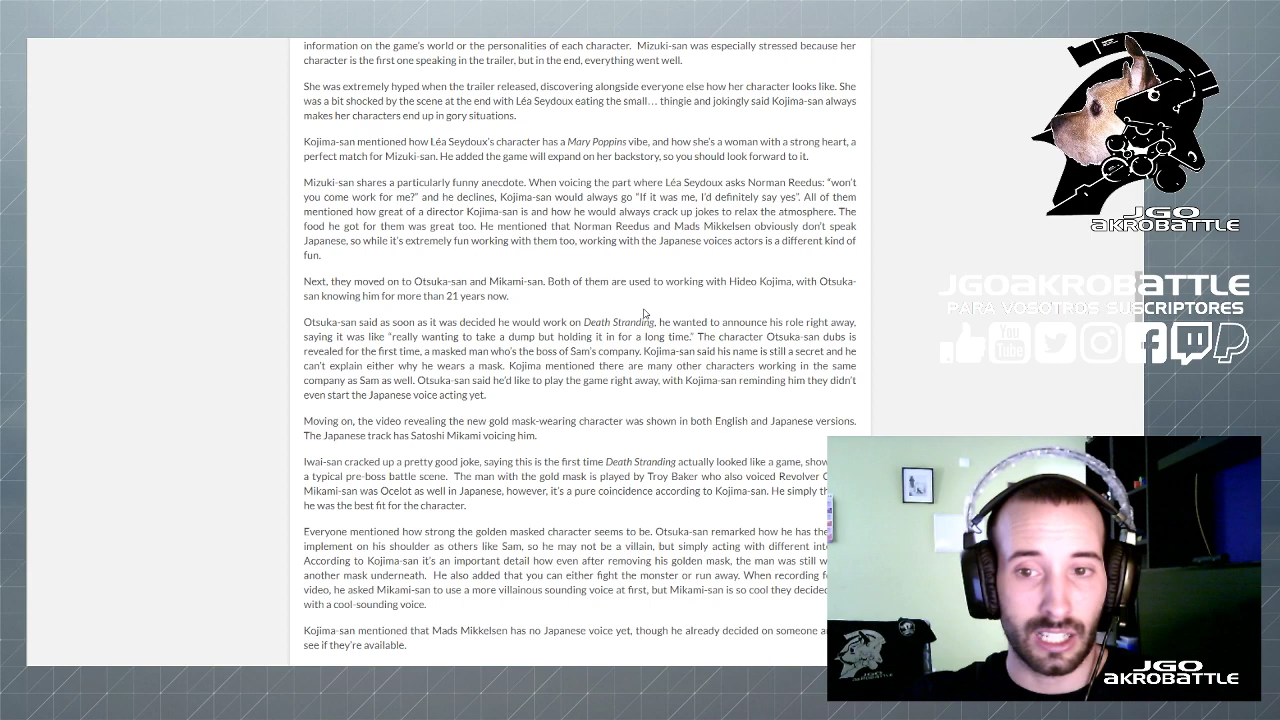 information on the game's world or the personalities of each character. Mizuki-san was especially stressed because her
character is the first one speaking in the trailer, but in the end, everything went well.
She was extremely hyped when the trailer released, discovering alongside everyone else how her character looks like. She
was a bit shocked by the scene at the end with Léa Seydoux eating the small… thingie and jokingly said Kojima-san always
makes her characters end up in gory situations.
Kojima-san mentioned how Léa Seydoux's character has a Mary Poppins vibe, and how she's a woman with a strong heart, a
perfect match for Mizuki-san. He added the game will expand on her backstory, so you should look forward to it.
Mizuki-san shares a particularly funny anecdote. When voicing the part where Léa Seydoux asks Norman Reedus: “won't
you come work for me?” and he declines, Kojima-san would always go “If it was me, I'd definitely say yes”. All of them
mentioned how great of a director Kojima-san is and how he would always crack up jokes to relax the atmosphere. The
food he got for them was great too. He mentioned that Norman Reedus and Mads Mikkelsen obviously don't speak
Japanese, so while it's extremely fun working with them too, working with the Japanese voices actors is a different kind of
fun.
Next, they moved on to Otsuka-san and Mikami-san. Both of them are used to working with Hideo Kojima, with Otsuka-
san knowing him for more than 21 years now.
Otsuka-san said as soon as it was decided he would work on Death Stranding, he wanted to announce his role right away,
saying it was like “really wanting to take a dump but holding it in for a long time.” The character Otsuka-san dubs is
revealed for the first time, a masked man who's the boss of Sam's company. Kojima-san said his name is still a secret and he
can't explain either why he wears a mask. Kojima mentioned there are many other characters working in the same
company as Sam as well. Otsuka-san said he'd like to play the game right away, with Kojima-san reminding him they didn't
even start the Japanese voice acting yet.
Moving on, the video revealing the new gold mask-wearing character was shown in both English and Japanese versions.
The Japanese track has Satoshi Mikami voicing him.
Iwai-san cracked up a pretty good joke, saying this is the first time Death Stranding actually looked like a game, show
a typical pre-boss battle scene. The man with the gold mask is played by Troy Baker who also voiced Revolver
Mikami-san was Ocelot as well in Japanese, however, it's a pure coincidence according to Kojima-san. He simply th
he was the best fit for the character.
Everyone mentioned how strong the golden masked character seems to be. Otsuka-san remarked how he has the
implement on his shoulder as others like Sam, so he may not be a villain, but simply acting with different int
According to Kojima-san it's an important detail how even after removing his golden mask, the man was still w
another mask underneath. He also added that you can either fight the monster or run away. When recording f
video, he asked Mikami-san to use a more villainous sounding voice at first, but Mikami-san is so cool they decided
with a cool-sounding voice.
Kojima-san mentioned that Mads Mikkelsen has no Japanese voice yet, though he already decided on someone a
see if they're available.
JGO
AKROBATTLE
JGOAKROBATTLE
PARA VOSOTROS SUSCRIPTORES
You
Tube
JGO
AKROBATTLE